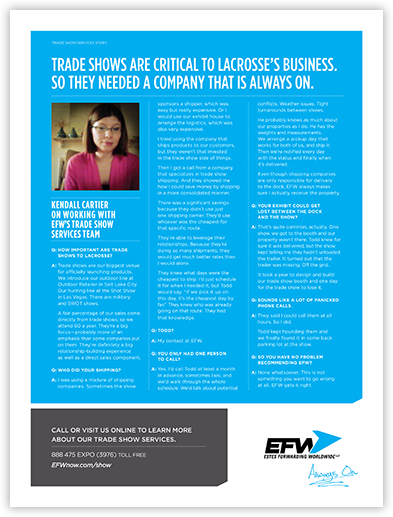 TRADE SHOW SERVICES STORY
TRADE SHOWS ARE CRITICAL TO LACROSSE'S BUSINESS.
SO THEY NEEDED A COMPANY THAT IS ALWAYS ON.
KENDALL CARTIER
ON WORKING WITH
EFW'S TRADE SHOW
SERVICES TEAM
Q: HOW IMPORTANT ARE TRADE
SHOWS TO LACROSSE?
A: Trade shows are our biggest venue
for officially launching products.
We introduce our outdoor line at
Outdoor Retailer in Salt Lake City.
Our hunting line at the Shot Show
in Las Vegas. There are military
and SWOT shows.
A fair percentage of our sales come
directly from trade shows, so we
attend 60 a year. They're a big
focus—probably more of an
emphasis than some companies put
on them. They're definitely a big
relationship-building experience
as well as a direct sales component.
Q: WHO DID YOUR SHIPPING?
A: I was using a mixture of shipping
companies. Sometimes the show
sponsors a shipper, which was
easy but really expensive. Or I
would use our exhibit house to
arrange the logistics, which was
also very expensive.
I tried using the company that
ships products to our customers,
but they weren't that invested
in the trade show side of things.
Then I got a call from a company
that specializes in trade show
shipping. And they showed me
how I could save money by shipping
in a more consolidated manner.
There was a significant savings
because they didn't use just
one shipping carrier. They'd use
whoever was the cheapest for
that specific route.
They're able to leverage their
relationships. Because they're
doing so many shipments, they
would get much better rates than
I would alone.
They knew what days were the
cheapest to ship. I'd just schedule
it for when I needed it, but Todd
would say, "If we pick it up on
this day, it's the cheapest day by
far." They knew who was already
going on that route. They had
that knowledge.
Q: TODD?
A: My contact at EFW.
Q: YOU ONLY HAD ONE PERSON
TO CALL?
A: Yes. I'd call Todd at least a month
in advance, sometimes two, and
we'd walk through the whole
schedule. We'd talk about potential
conflicts. Weather issues. Tight
turnarounds between shows.
He probably knows as much about
our properties as I do. He has the
weights and measurements.
We arrange a pickup day that
works for both of us, and ship it.
Then we're notified every day
with the status and finally when
it's delivered.
Even though shipping companies
are only responsible for delivery
to the dock, EFW always makes
sure I actually receive the property.
Q: YOUR EXHIBIT COULD GET
LOST BETWEEN THE DOCK
AND THE SHOW?
A: That's quite common, actually. One
show, we got to the booth and our
property wasn't there. Todd knew for
sure it was delivered, but the show
kept telling me they hadn't unloaded
the trailer. It turned out that the
trailer was missing. Off the grid.
It took a year to design and build
our trade show booth and one day
for the trade show to lose it.
Q: SOUNDS LIKE A LOT OF PANICKED
PHONE CALLS.
A: They said I could call them at all
hours. So I did.
Todd kept hounding them and
we finally found it in some back
parking lot at the show.
Q: SO YOU HAVE NO PROBLEM
RECOMMENDING EFW?
A: None whatsoever. This is not
something you want to go wrong
at all. EFW gets it right.
CALL OR VISIT US ONLINE TO LEARN MORE
ABOUT OUR TRADE SHOW SERVICES.
888 475 EXPO (3976) TOLL FREE
EFWnow.com/show
EFW
ESTES FORWARDING WORLDWIDE
Always On